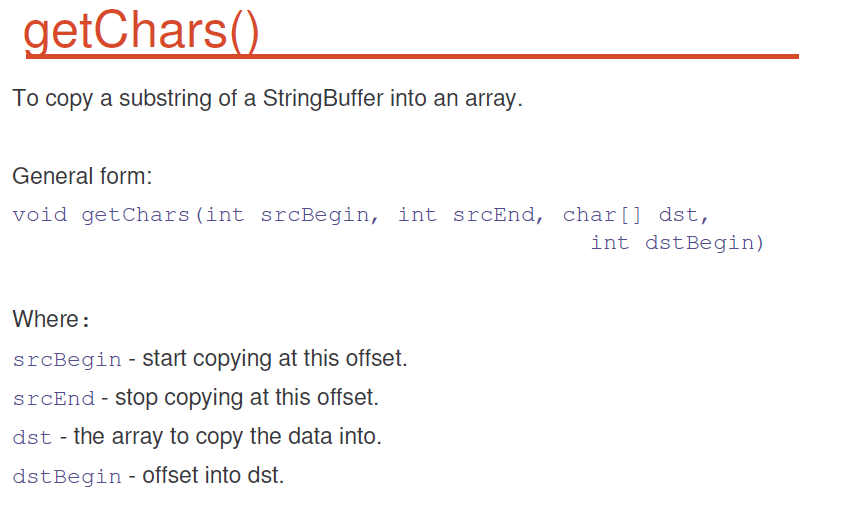 getChars()
To copy a substring of a StringBuffer into an array.
General form:
void getChars(int srcBegin, int srcEnd, char[] dst,
int dstBegin)
Where:
srcBegin - start copying at this offset.
srcEnd - stop copying at this offset.
dst - the array to copy the data into.
dstBegin - offset into dst.